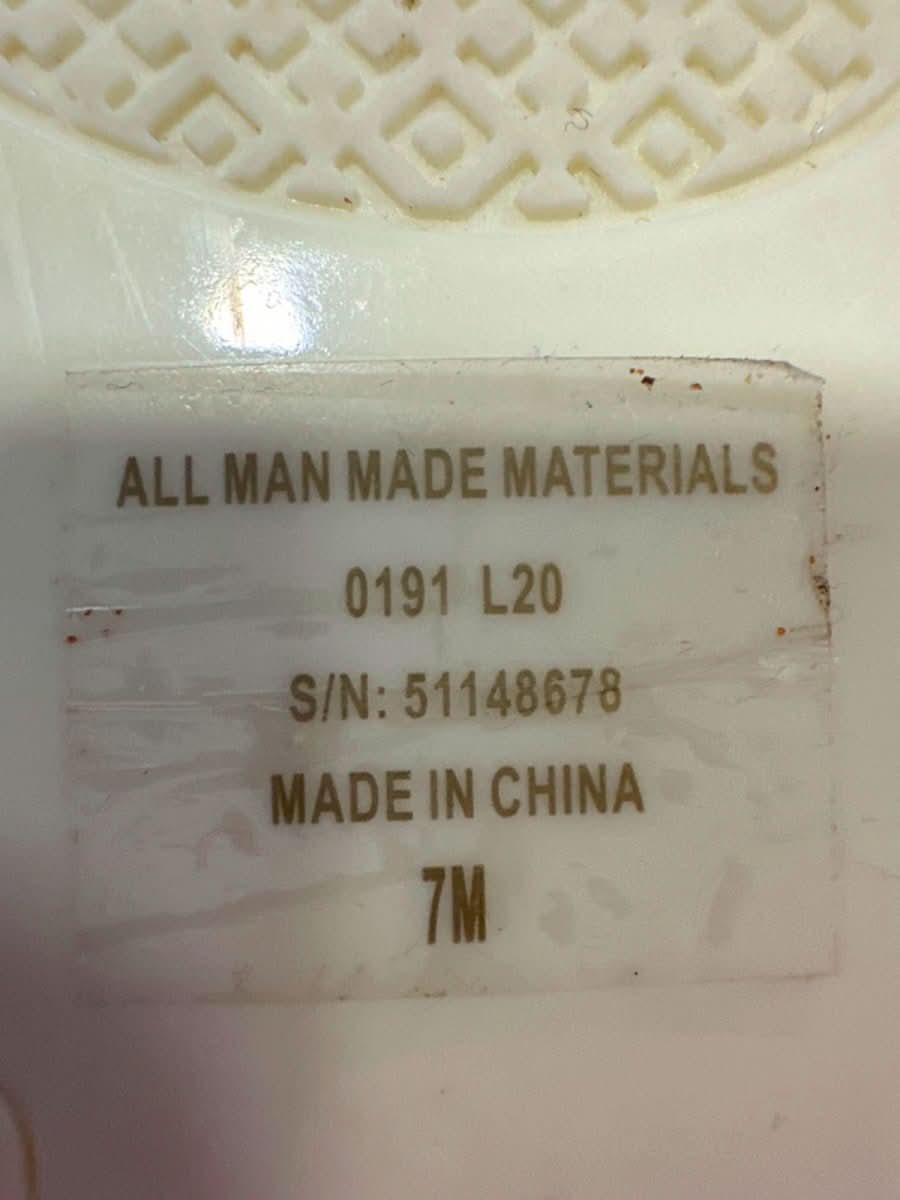 ALL MAN MADE MATERIALS
0191 L20
S/N: 51148678
MADE IN CHINA
7M